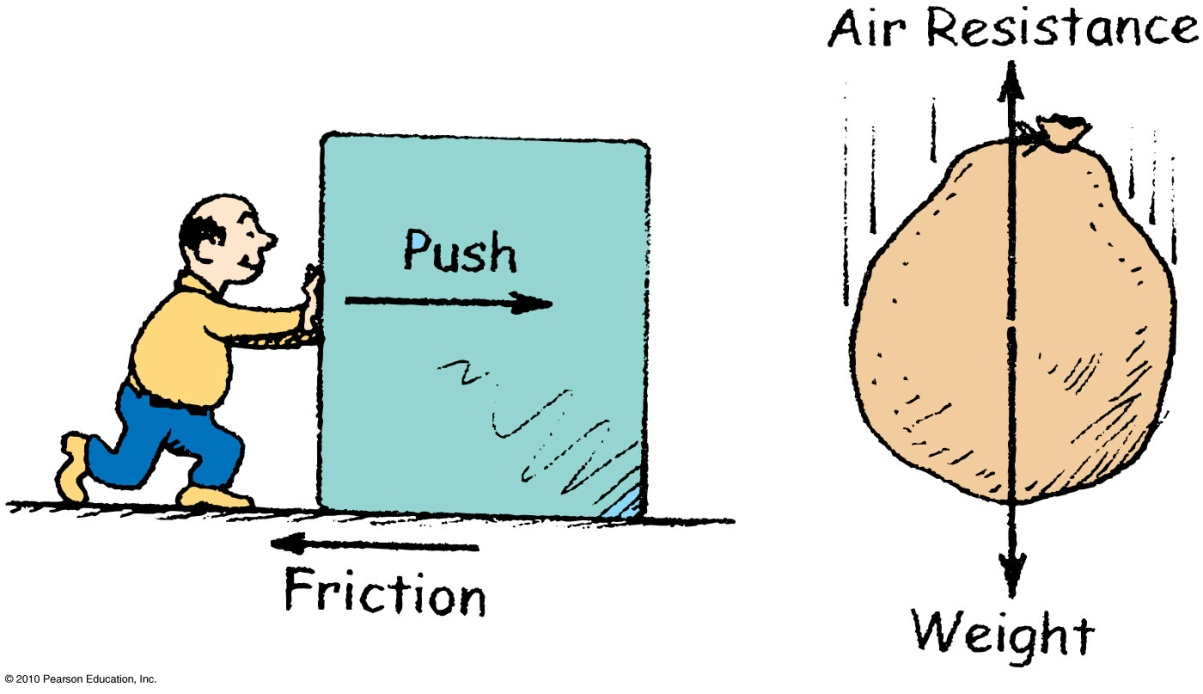 Air Resistance
Push
Friction
Weight
© 2010 Pearson Education, Inc.